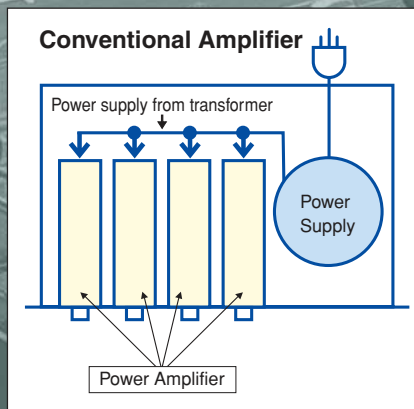 Conventional Amplifier
Power supply from transformer
Power
Supply
Power Amplifier